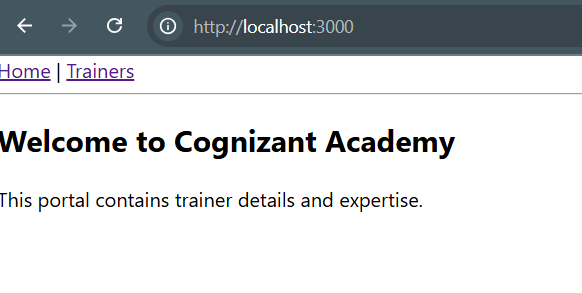 http://localhost:3000
Home | Trainers
Welcome to Cognizant Academy
This portal contains trainer details and expertise.